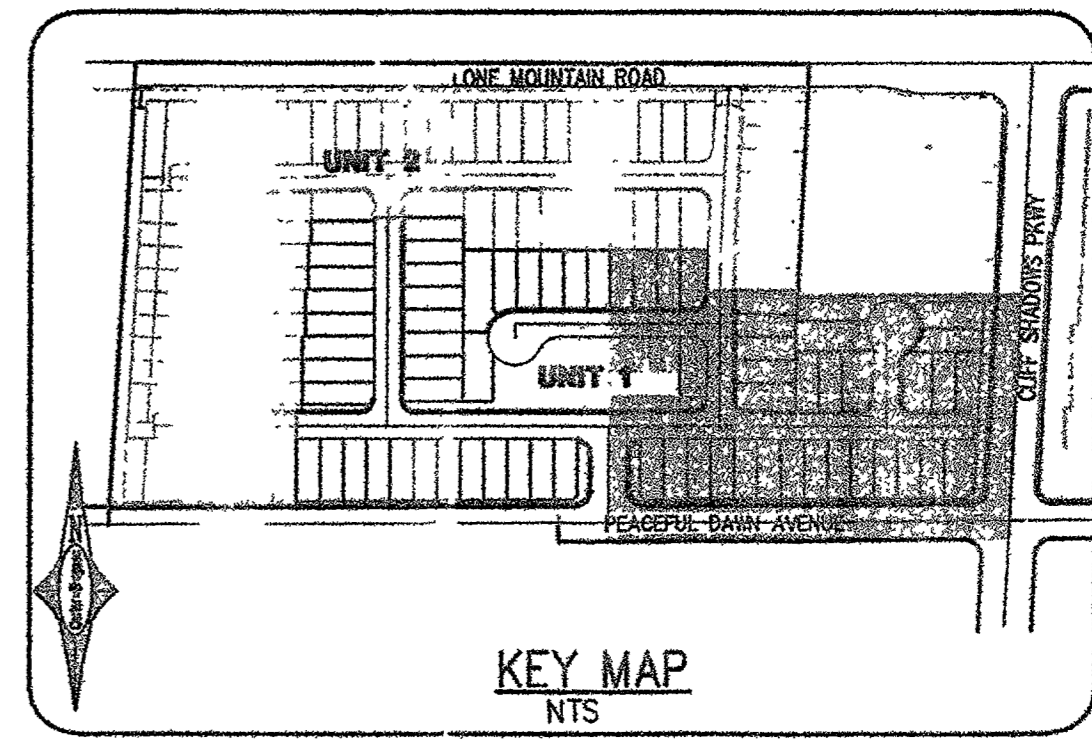 LONE MOUNTAIN ROAD
UNIT 2
CLIFF SHADOWS PKWY
UNIT 1
PEACEFUL DAWN AVENUE
N
KEY MAP
NTS